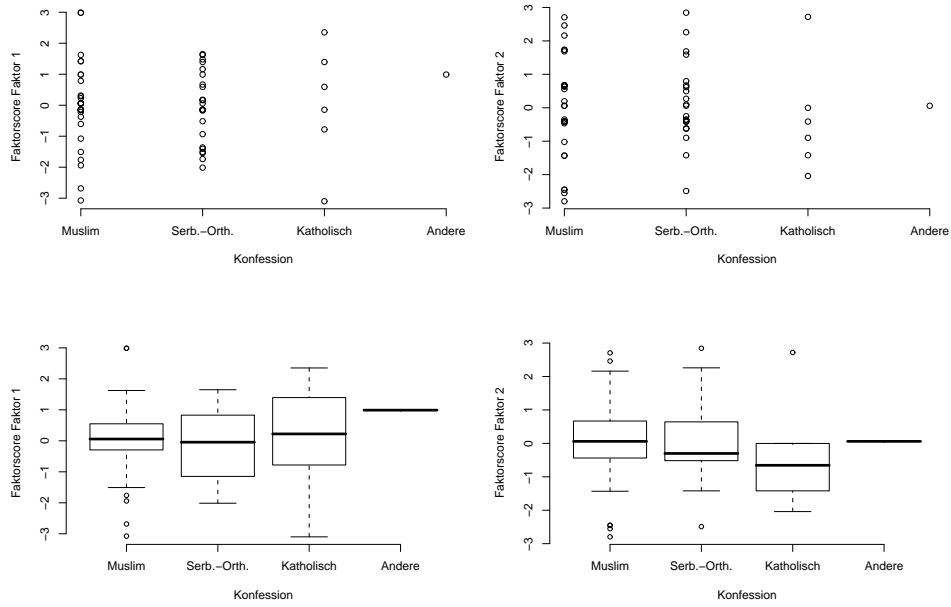 Faktorscore Faktor 1
3
2
1
0
−1
−2
−3
Muslim Serb.−Orth. Katholisch Andere
Konfession
Faktorscore Faktor 2
3
2
1
0
−1
−2
−3
Muslim Serb.−Orth. Katholisch Andere
Konfession
Faktorscore Faktor 1
3
2
1
0
−1
−2
−3
Muslim Serb.−Orth. Katholisch Andere
Konfession
Faktorscore Faktor 2
3
2
1
0
−1
−2
−3
Muslim Serb.−Orth. Katholisch Andere
Konfession